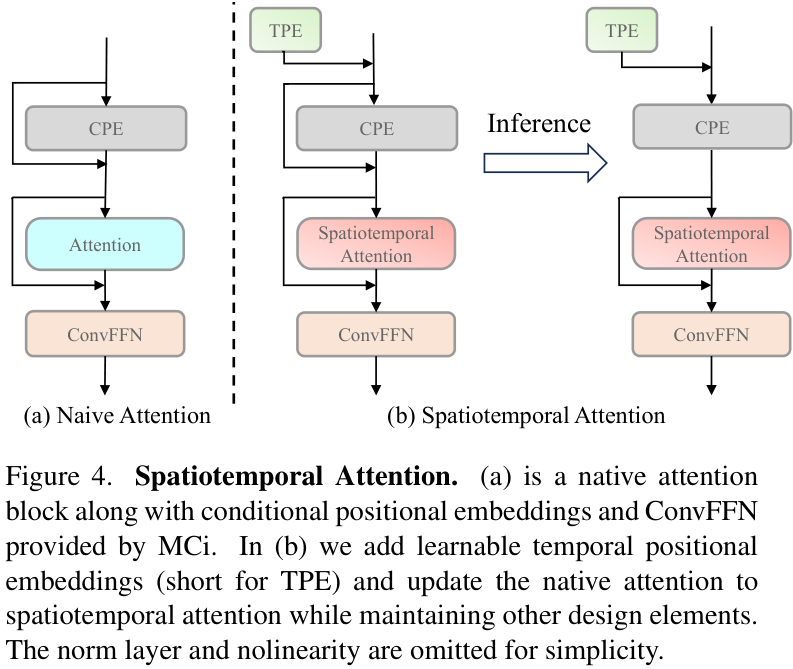 TPE
TPE
CPE
CPE
CPE
Inference
Attention
Spatiotemporal
Attention
Spatiotemporal
Attention
ConvFFN
ConvFFN
ConvFFN
(a) Naive Attention
(b) Spatiotemporal Attention
Figure 4. Spatiotemporal Attention. (a) is a native attention
block along with conditional positional embeddings and ConvFFN
provided by MCi. In (b) we add learnable temporal positional
embeddings (short for TPE) and update the native attention to
spatiotemporal attention while maintaining other design elements.
The norm layer and nolinearity are omitted for simplicity.